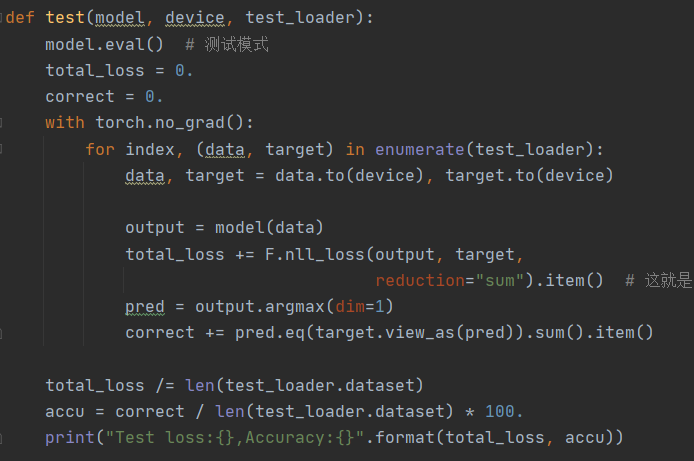 def test(model, device, test_loader):
    model.eval()  # 测试模式
    total_loss = 0.
    correct = 0.
    with torch.no_grad():
        for index, (data, target) in enumerate(test_loader):
            data, target = data.to(device), target.to(device)
            output = model(data)
            total_loss += F.nll_loss(output, target,
                                     reduction="sum").item()  # 这就是
            pred = output.argmax(dim=1)
            correct += pred.eq(target.view_as(pred)).sum().item()
    total_loss /= len(test_loader.dataset)
    accu = correct / len(test_loader.dataset) * 100.
    print("Test loss:{},Accuracy:{}".format(total_loss, accu))